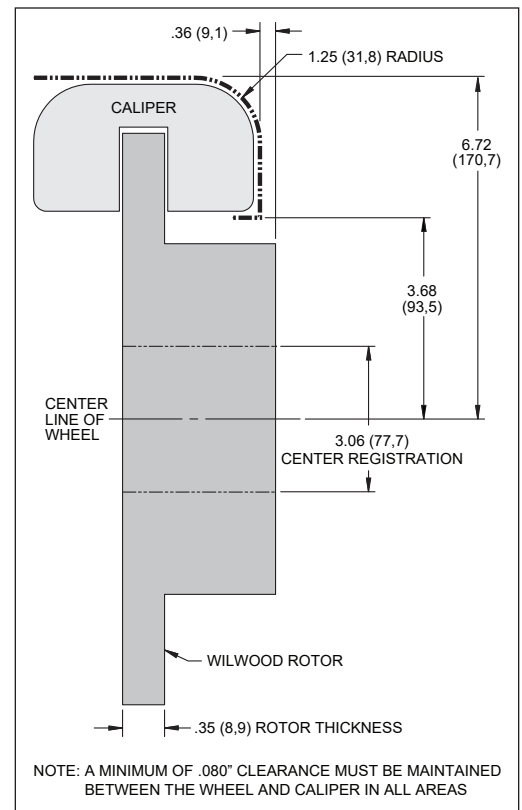 .36 (9,1)
1.25 (31,8) RADIUS
CALIPER
6.72
(170,7)
3.68
(93,5)
CENTER
LINE OF
WHEEL
3.06 (77,7)
CENTER REGISTRATION
WILWOOD ROTOR
.35 (8,9) ROTOR THICKNESS
NOTE: A MINIMUM OF .080" CLEARANCE MUST BE MAINTAINED
BETWEEN THE WHEEL AND CALIPER IN ALL AREAS